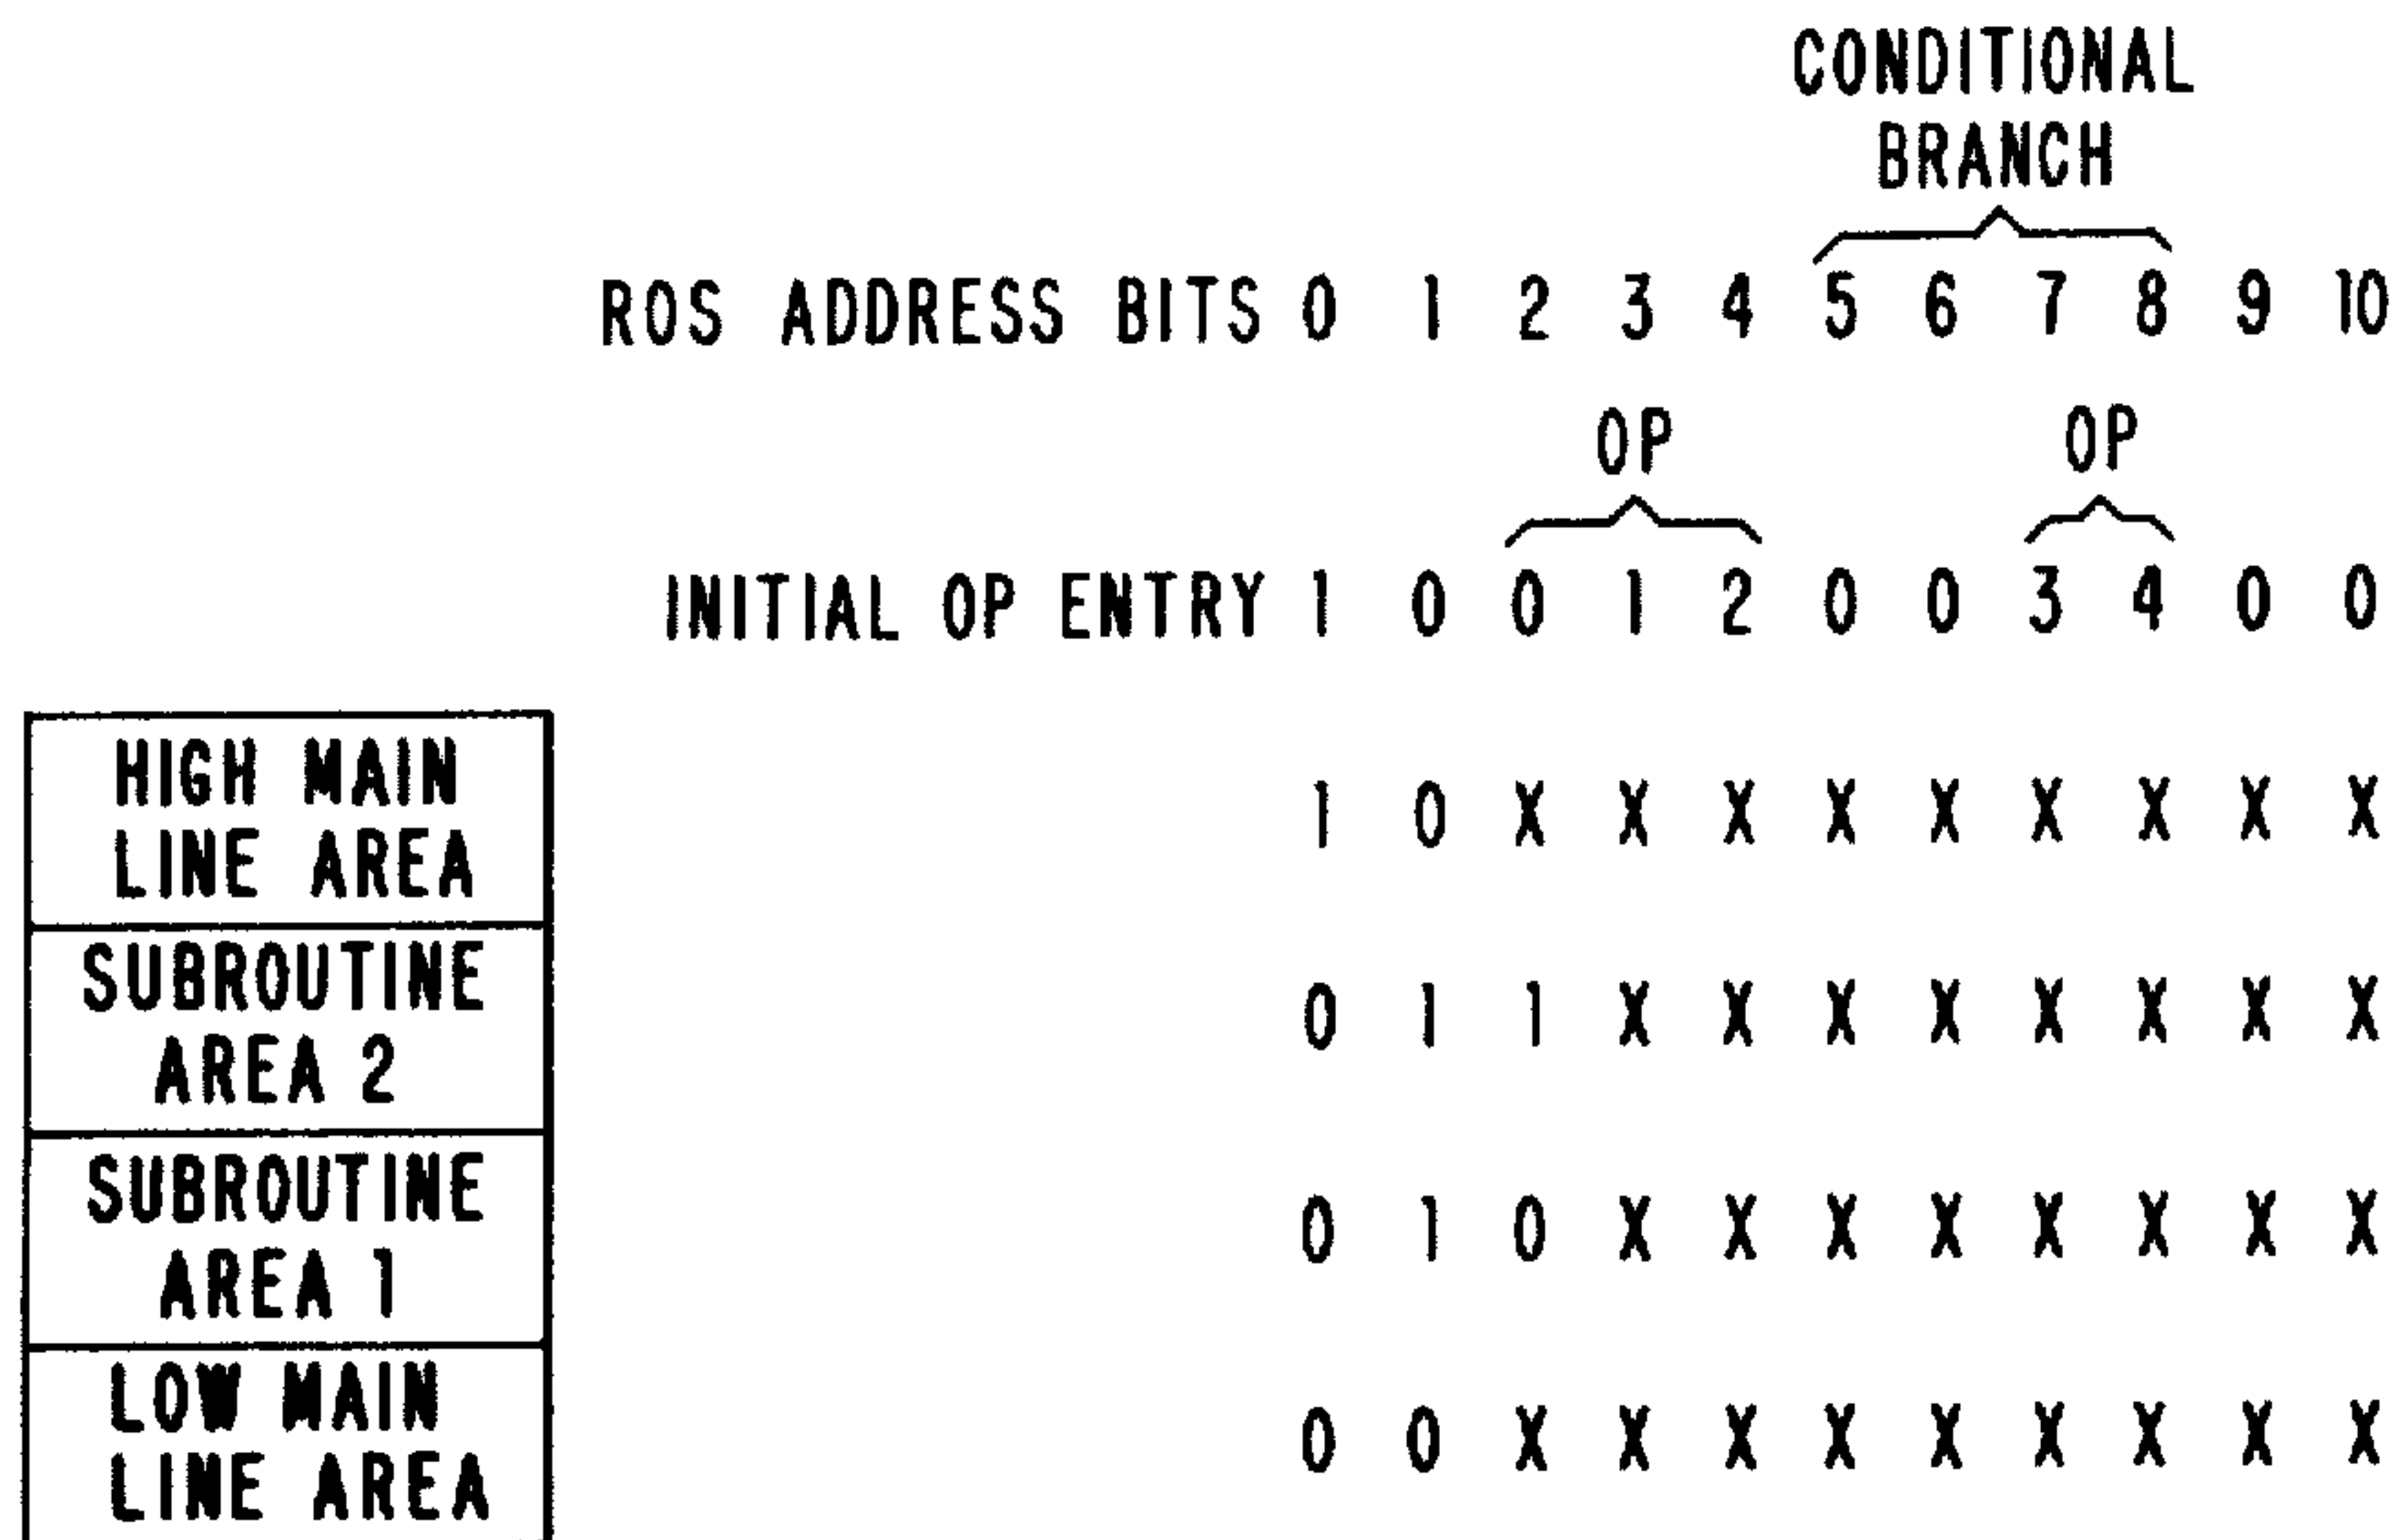 CONDITIONAL
BRANCH
ROS ADDRESS BITS 0 1 2 3 4 5 6 7 8 9 10
OP OP
INITIAL OP ENTRY 1 0 0 1 2 0 0 3 4 0 0
HIGH MAIN
LINE AREA
1 0 X X X X X X X X X
SUBROUTINE
AREA 2
0 1 1 X X X X X X X X
SUBROUTINE
AREA 1
0 1 0 X X X X X X X X
LOW MAIN
LINE AREA
0 0 X X X X X X X X X